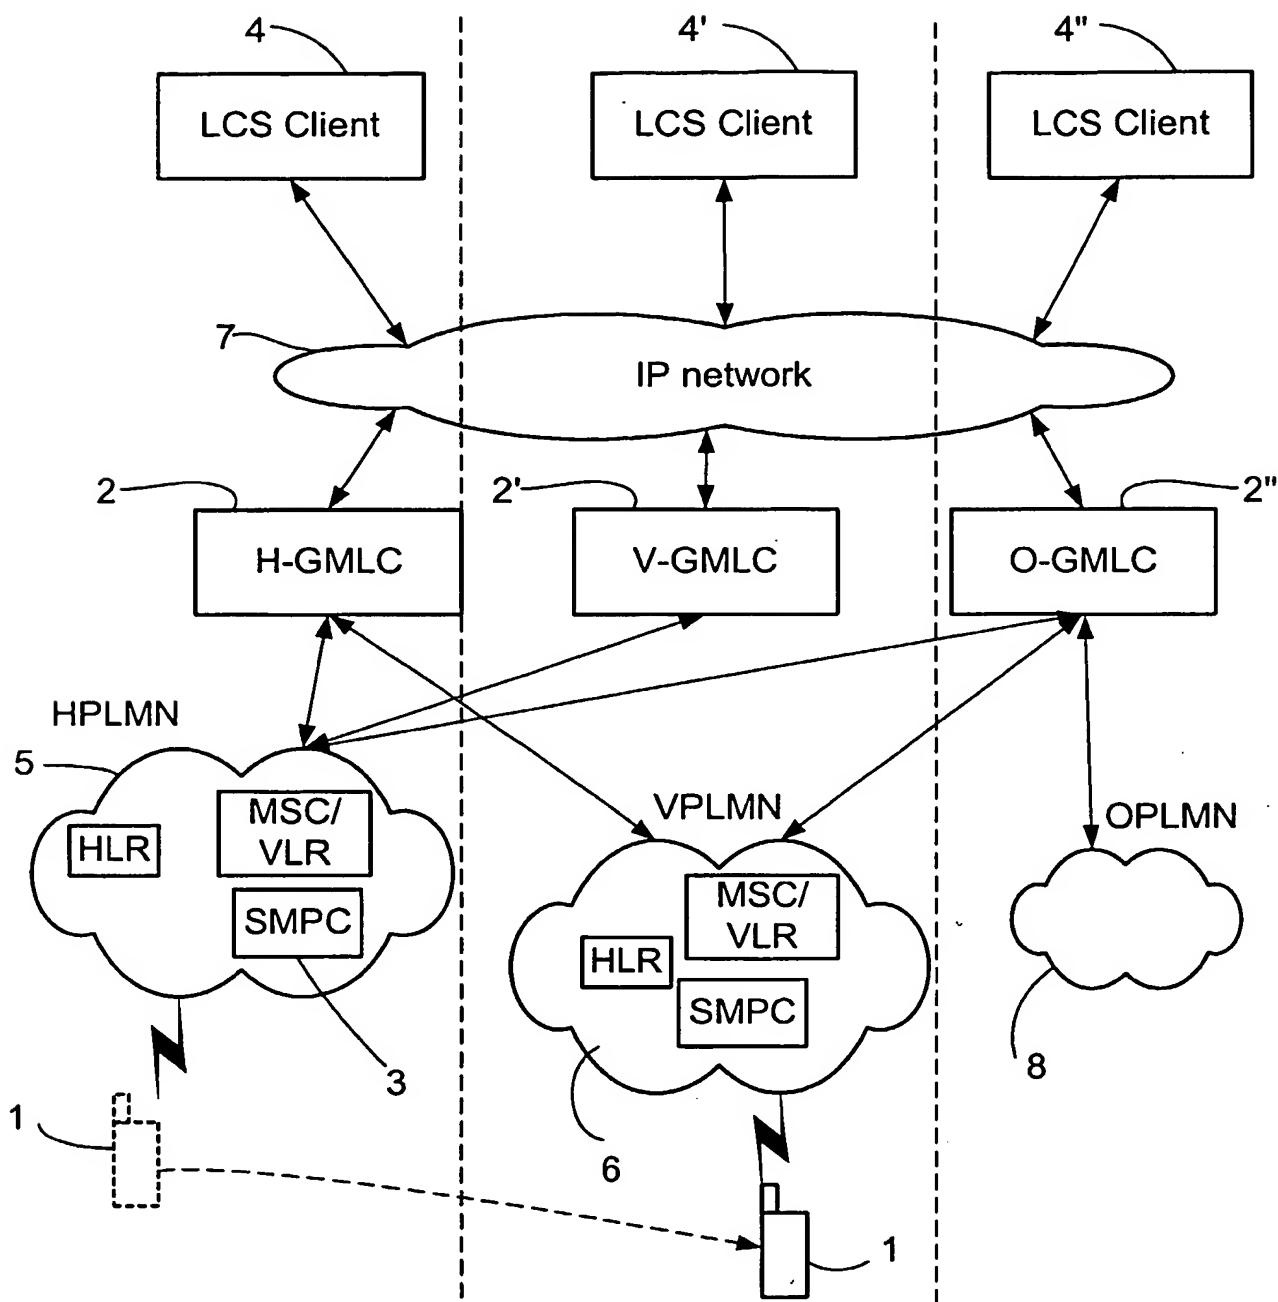 4
4'
4"
LCS Client
LCS Client
LCS Client
7
IP network
2
2'
2"
H-GMLC
V-GMLC
O-GMLC
HPLMN
5
VPLMN
OPLMN
MSC/
VLR
HLR
SMPC
MSC/
VLR
HLR
SMPC
3
8
1
6
1